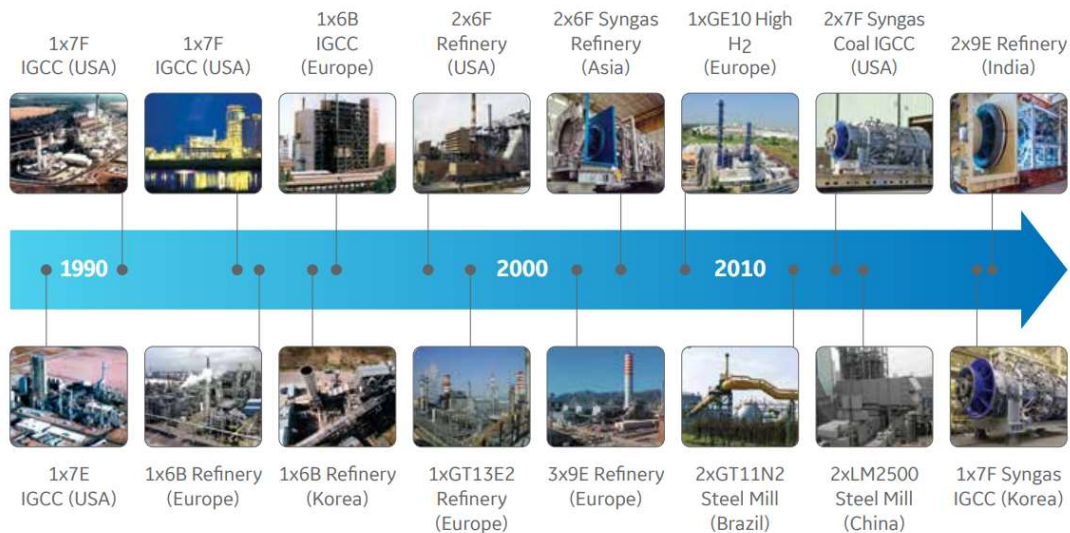 1x7F
IGCC (USA)
1x7F
IGCC (USA)
1x6B
IGCC
(Europe)
2x6F
Refinery
(USA)
2x6F Syngas
Refinery
(Asia)
1xGE10 High
H2
(Europe)
2x7F Syngas
Coal IGCC
(USA)
2x9E Refinery
(India)
1990
2000
2010
1x7E
IGCC (USA)
1x6B Refinery
(Europe)
1x6B Refinery
(Korea)
1xGT13E2
Refinery
(Europe)
3x9E Refinery
(Europe)
2xGT11N2
Steel Mill
(Brazil)
2xLM2500
Steel Mill
(China)
1x7F Syngas
IGCC (Korea)